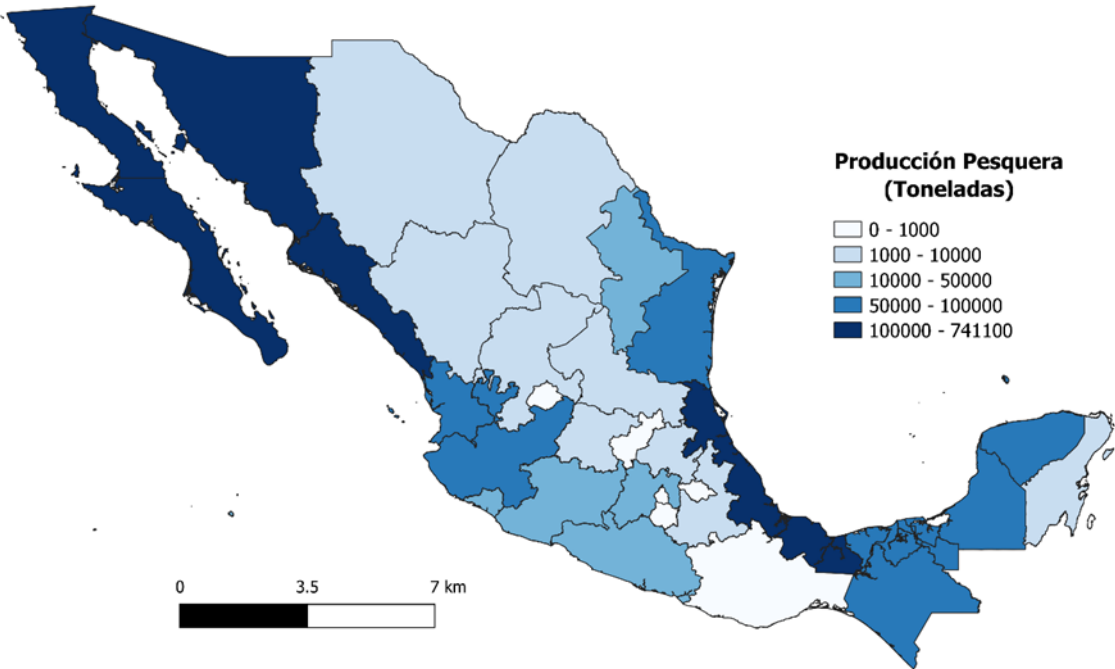 Producción Pesquera
(Toneladas)
0 - 1000
1000 - 10000
10000 - 50000
50000 - 100000
100000 - 741100
0 3.5 7 km